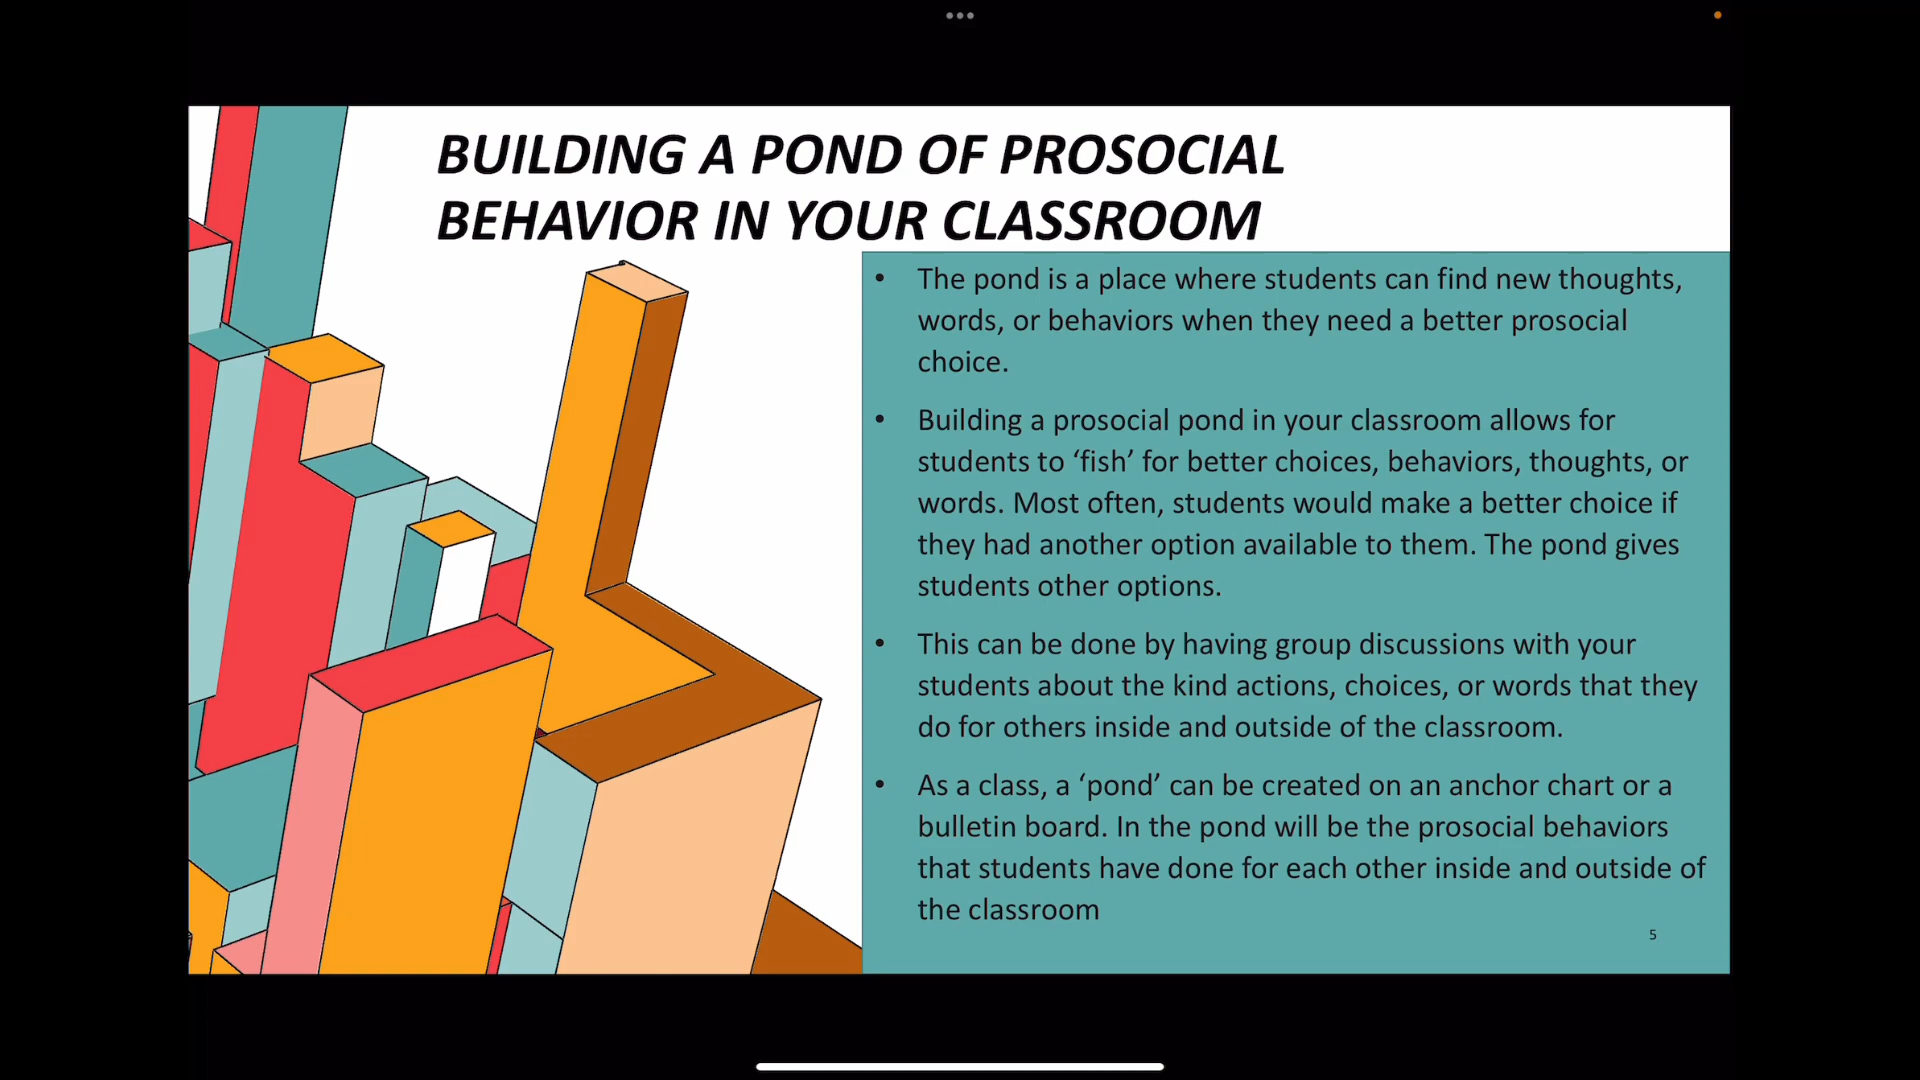 BUILDING A POND OF PROSOCIAL
BEHAVIOR IN YOUR CLASSROOM
• The pond is a place where students can find new thoughts,
words, or behaviors when they need a better prosocial
choice.
• Building a prosocial pond in your classroom allows for
students to ‘fish’ for better choices, behaviors, thoughts, or
words. Most often, students would make a better choice if
they had another option available to them. The pond gives
students other options.
• This can be done by having group discussions with your
students about the kind actions, choices, or words that they
do for others inside and outside of the classroom.
• As a class, a ‘pond’ can be created on an anchor chart or a
bulletin board. In the pond will be the prosocial behaviors
that students have done for each other inside and outside of
the classroom
5